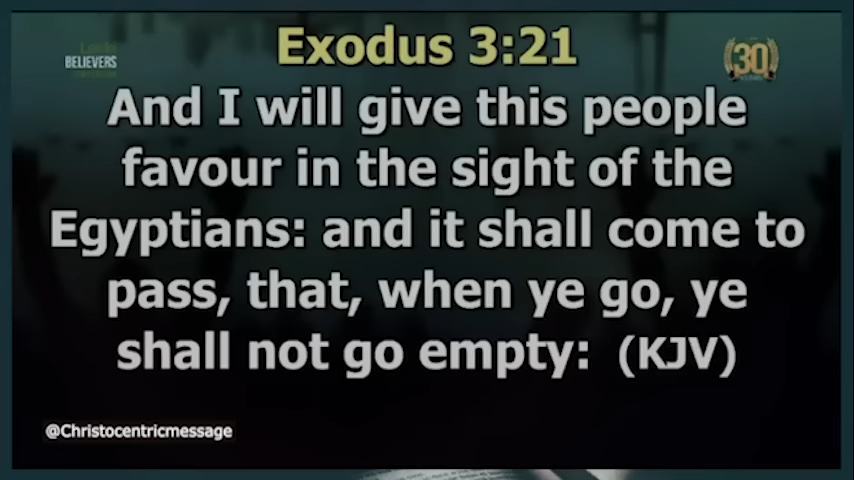 Exodus 3:21
BELIEVERS
30
And I will give this people
favour in the sight of the
Egyptians: and it shall come to
pass, that, when ye go, ye
shall not go empty: (KJV)
@Christocentricmessage